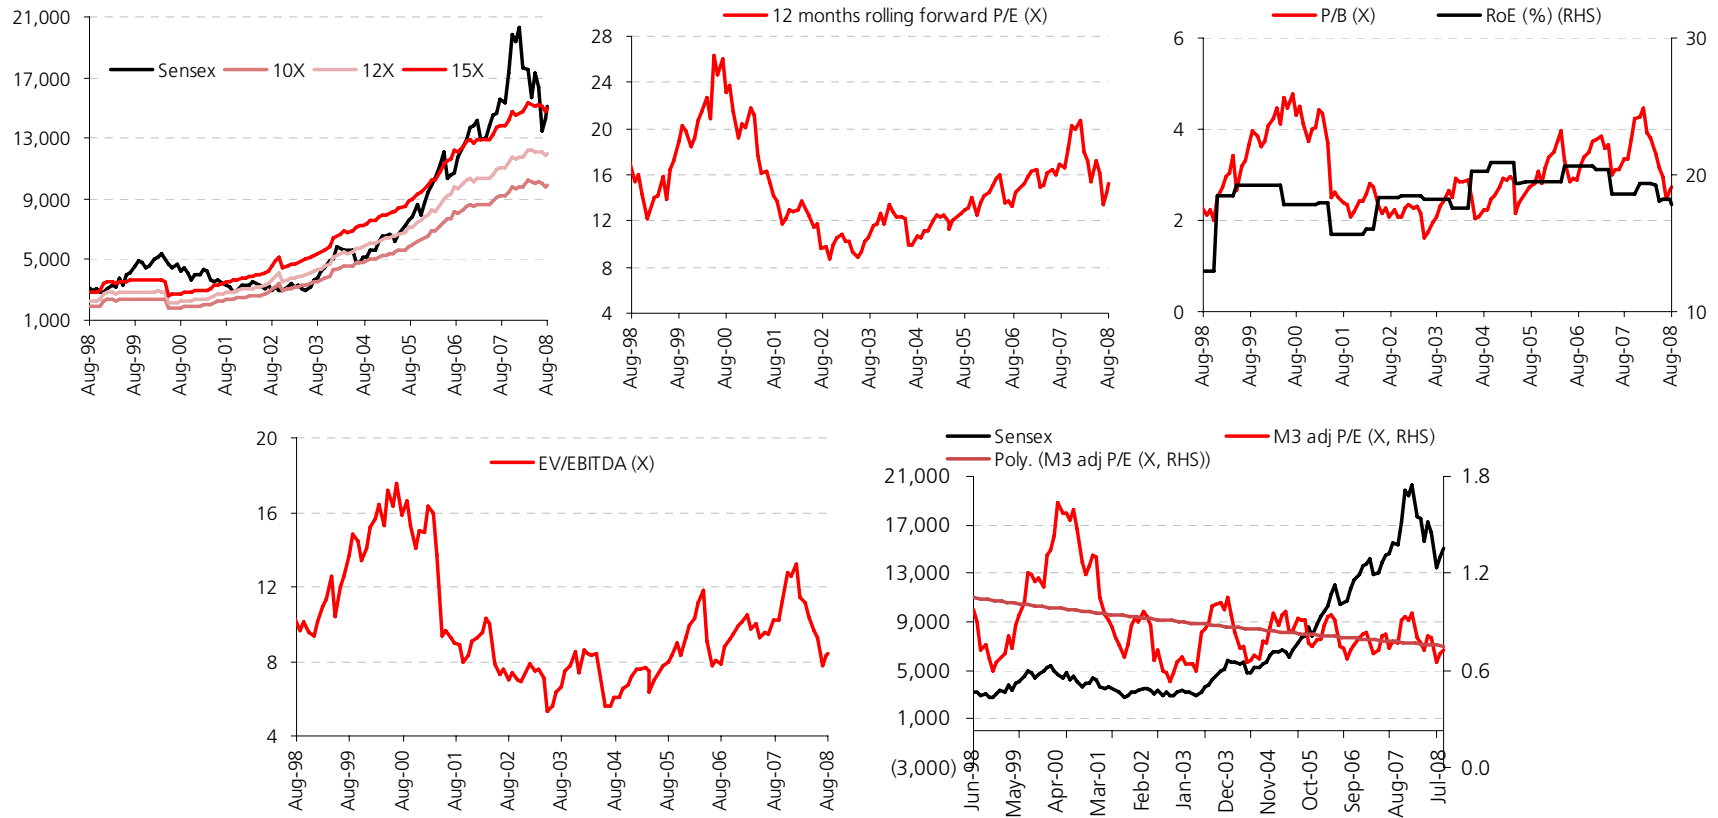 21,000
17,000
13,000
9,000
5,000
1,000
Sensex 10X 12X 15X
Aug-98 Aug-99 Aug-00 Aug-01 Aug-02 Aug-03 Aug-04 Aug-05 Aug-06 Aug-07 Aug-08
12 months rolling forward P/E (X)
28
24
20
16
12
8
4
Aug-98 Aug-99 Aug-00 Aug-01 Aug-02 Aug-03 Aug-04 Aug-05 Aug-06 Aug-07 Aug-08
P/B (X) RoE (%) (RHS)
6 30
4
20
2
0 10
Aug-98 Aug-99 Aug-00 Aug-01 Aug-02 Aug-03 Aug-04 Aug-05 Aug-06 Aug-07 Aug-08
EV/EBITDA (X)
20
16
12
8
4
Aug-98 Aug-99 Aug-00 Aug-01 Aug-02 Aug-03 Aug-04 Aug-05 Aug-06 Aug-07 Aug-08
Sensex M3 adj P/E (X, RHS)
Poly. (M3 adj P/E (X, RHS))
21,000 1.8
17,000
13,000 1.2
9,000
5,000 0.6
1,000
(3,000) 0.0
Jun-98 May-99 Apr-00 Mar-01 Feb-02 Jan-03 Dec-03 Nov-04 Oct-05 Sep-06 Aug-07 Jul-08